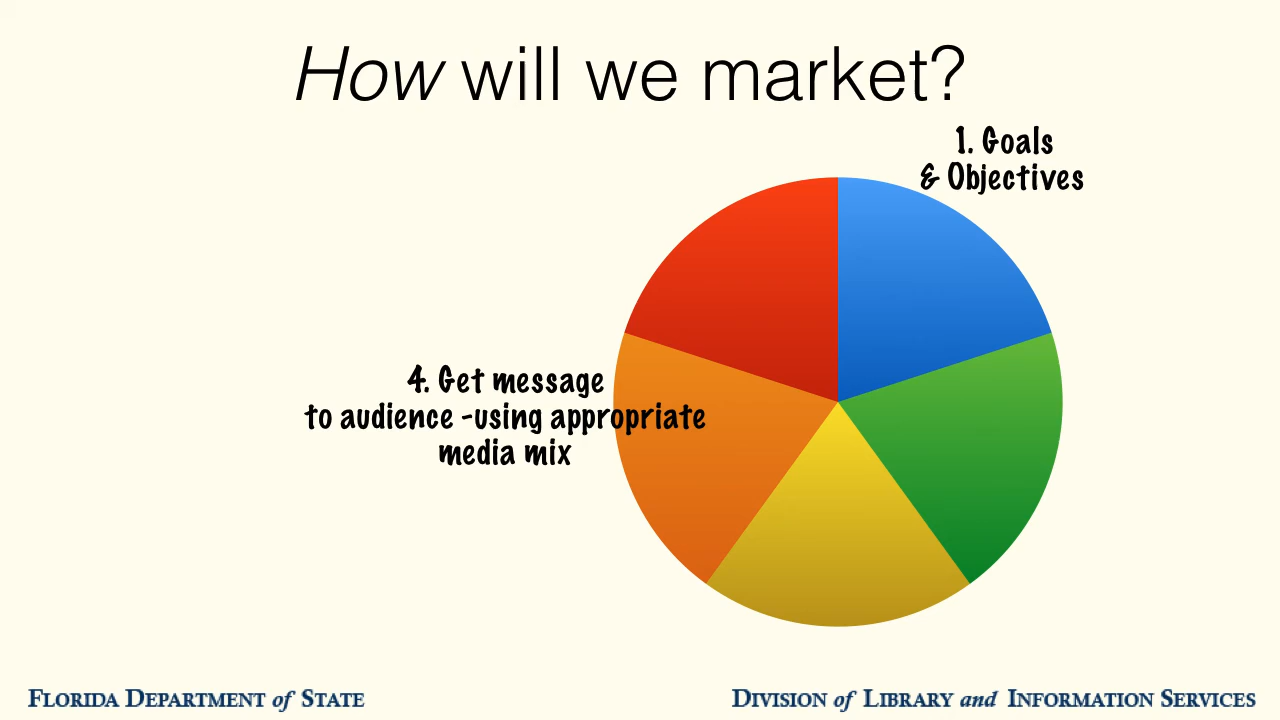 How will we market?
1. Goals
& Objectives
4. Get message
to audience -using appropriate
media mix
Florida Department of State
Division of Library and Information Services